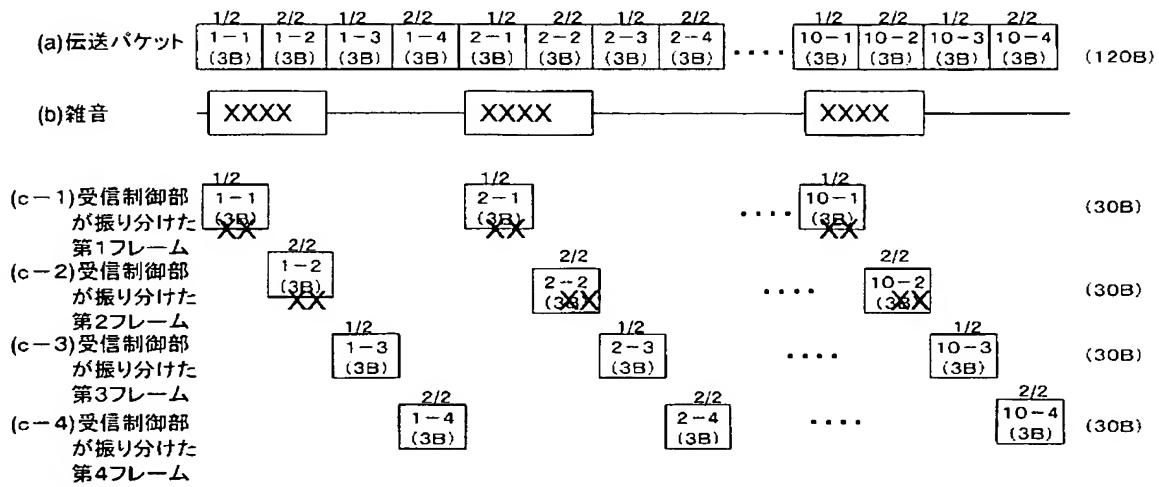 1/2 2/2 1/2 2/2 1/2 2/2 1/2 2/2 1/2 2/2 1/2 2/2
(a)伝送パケット 1-1 1-2 1-3 1-4 2-1 2-2 2-3 2-4 ････ 10-1 10-2 10-3 10-4
(3B) (3B) (3B) (3B) (3B) (3B) (3B) (3B) (3B) (3B) (3B) (3B) (120B)
(b)雑音 XXXX XXXX XXXX
1/2 1/2 1/2
(c-1)受信制御部 1-1 2-1 10-1
が振り分けた (3B) (3B) ････ (3B) (30B)
第1フレーム XX XX XX
2/2 2/2 2/2
(c-2)受信制御部 1-2 2-2 10-2
が振り分けた (3B) (3B) ････ (3B) (30B)
第2フレーム XX XX XX
1/2 1/2 1/2
(c-3)受信制御部 1-3 2-3 10-3
が振り分けた (3B) (3B) ････ (3B) (30B)
第3フレーム
2/2 2/2 2/2
(c-4)受信制御部 1-4 2-4 10-4
が振り分けた (3B) (3B) ････ (3B) (30B)
第4フレーム